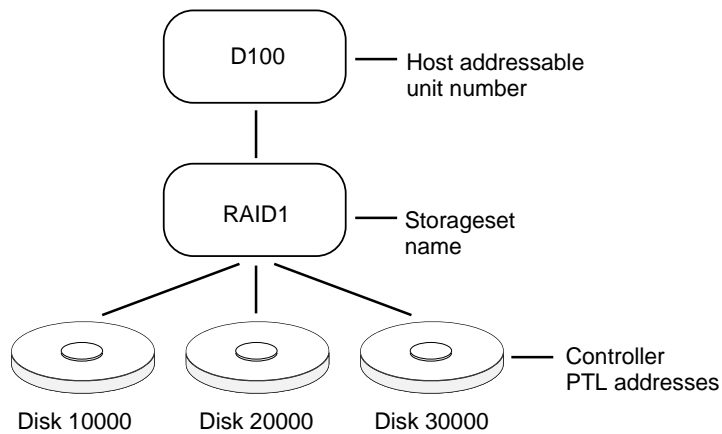 D100
Host addressable
unit number
RAID1
Storageset
name
Controller
PTL addresses
Disk 10000
Disk 20000
Disk 30000